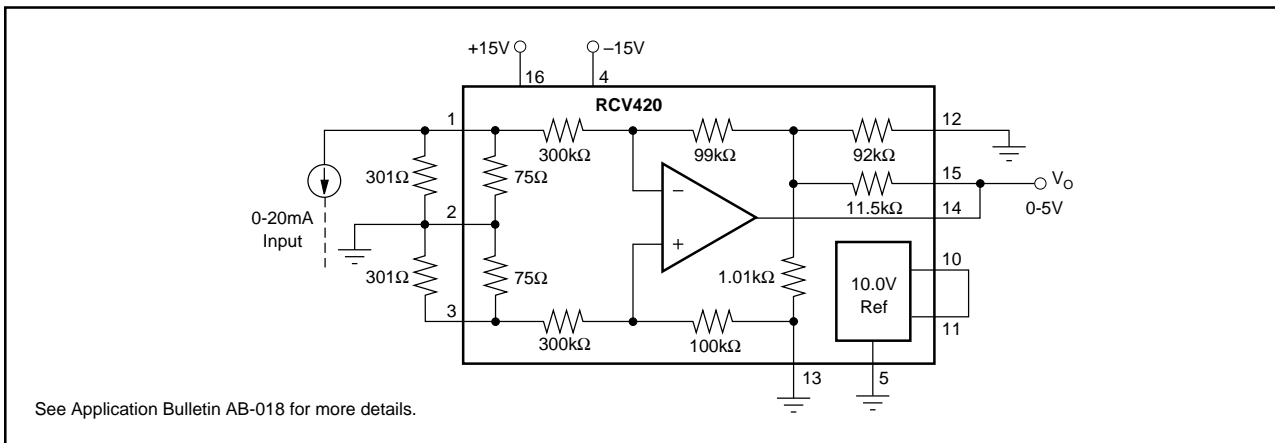 +15V
–15V
16
4
RCV420
1
300kΩ
99kΩ
92kΩ
12
301Ω
75Ω
15
V_O
0-5V
11.5kΩ
14
0-20mA
Input
2
–
+
301Ω
75Ω
1.01kΩ
10.0V
Ref
10
11
3
300kΩ
100kΩ
13
5
See Application Bulletin AB-018 for more details.